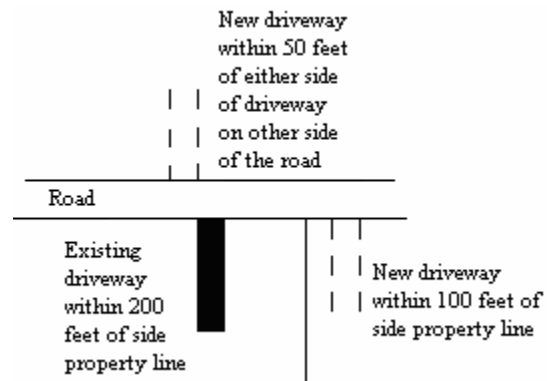 New driveway
within 50 feet
of either side
of driveway
on other side
of the road
Road
Existing
driveway
within 200
feet of side
property line
New driveway
within 100 feet of
side property line